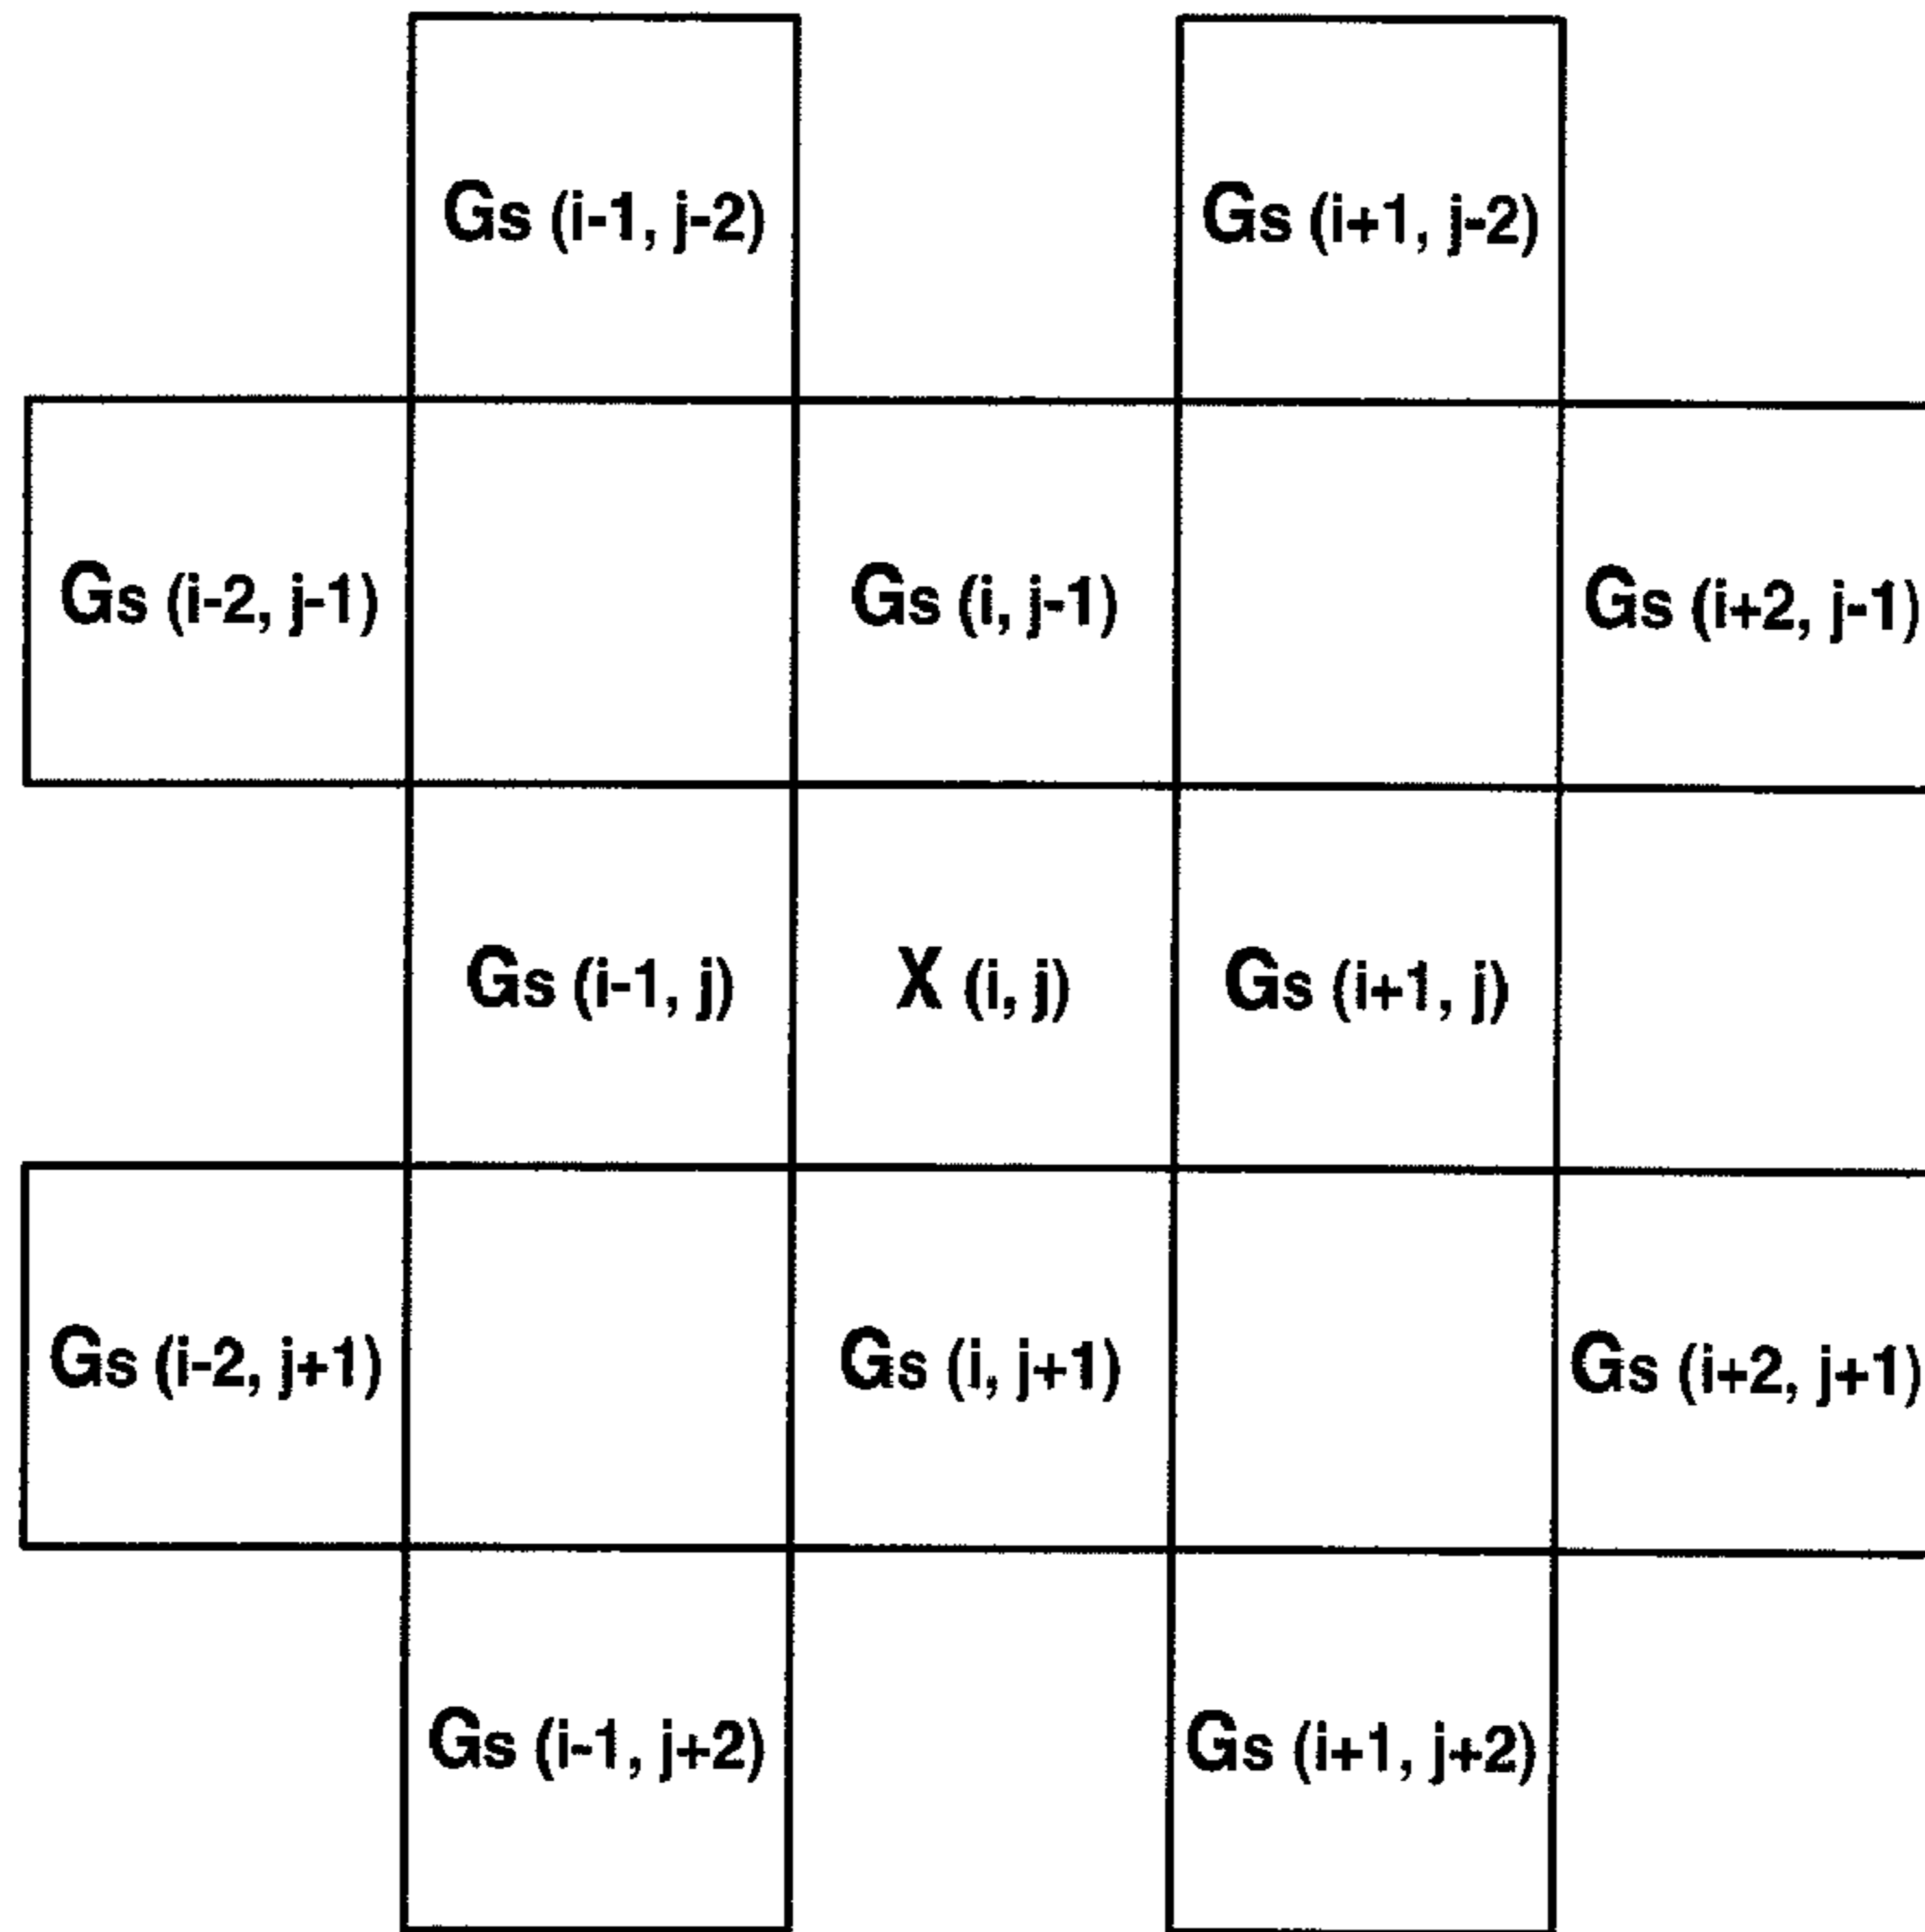 Gs (i-1, j-2) Gs (i+1, j-2)
Gs (i-2, j-1) Gs (i, j-1) Gs (i+2, j-1)
Gs (i-1, j) X (i, j) Gs (i+1, j)
Gs (i-2, j+1) Gs (i, j+1) Gs (i+2, j+1)
Gs (i-1, j+2) Gs (i+1, j+2)